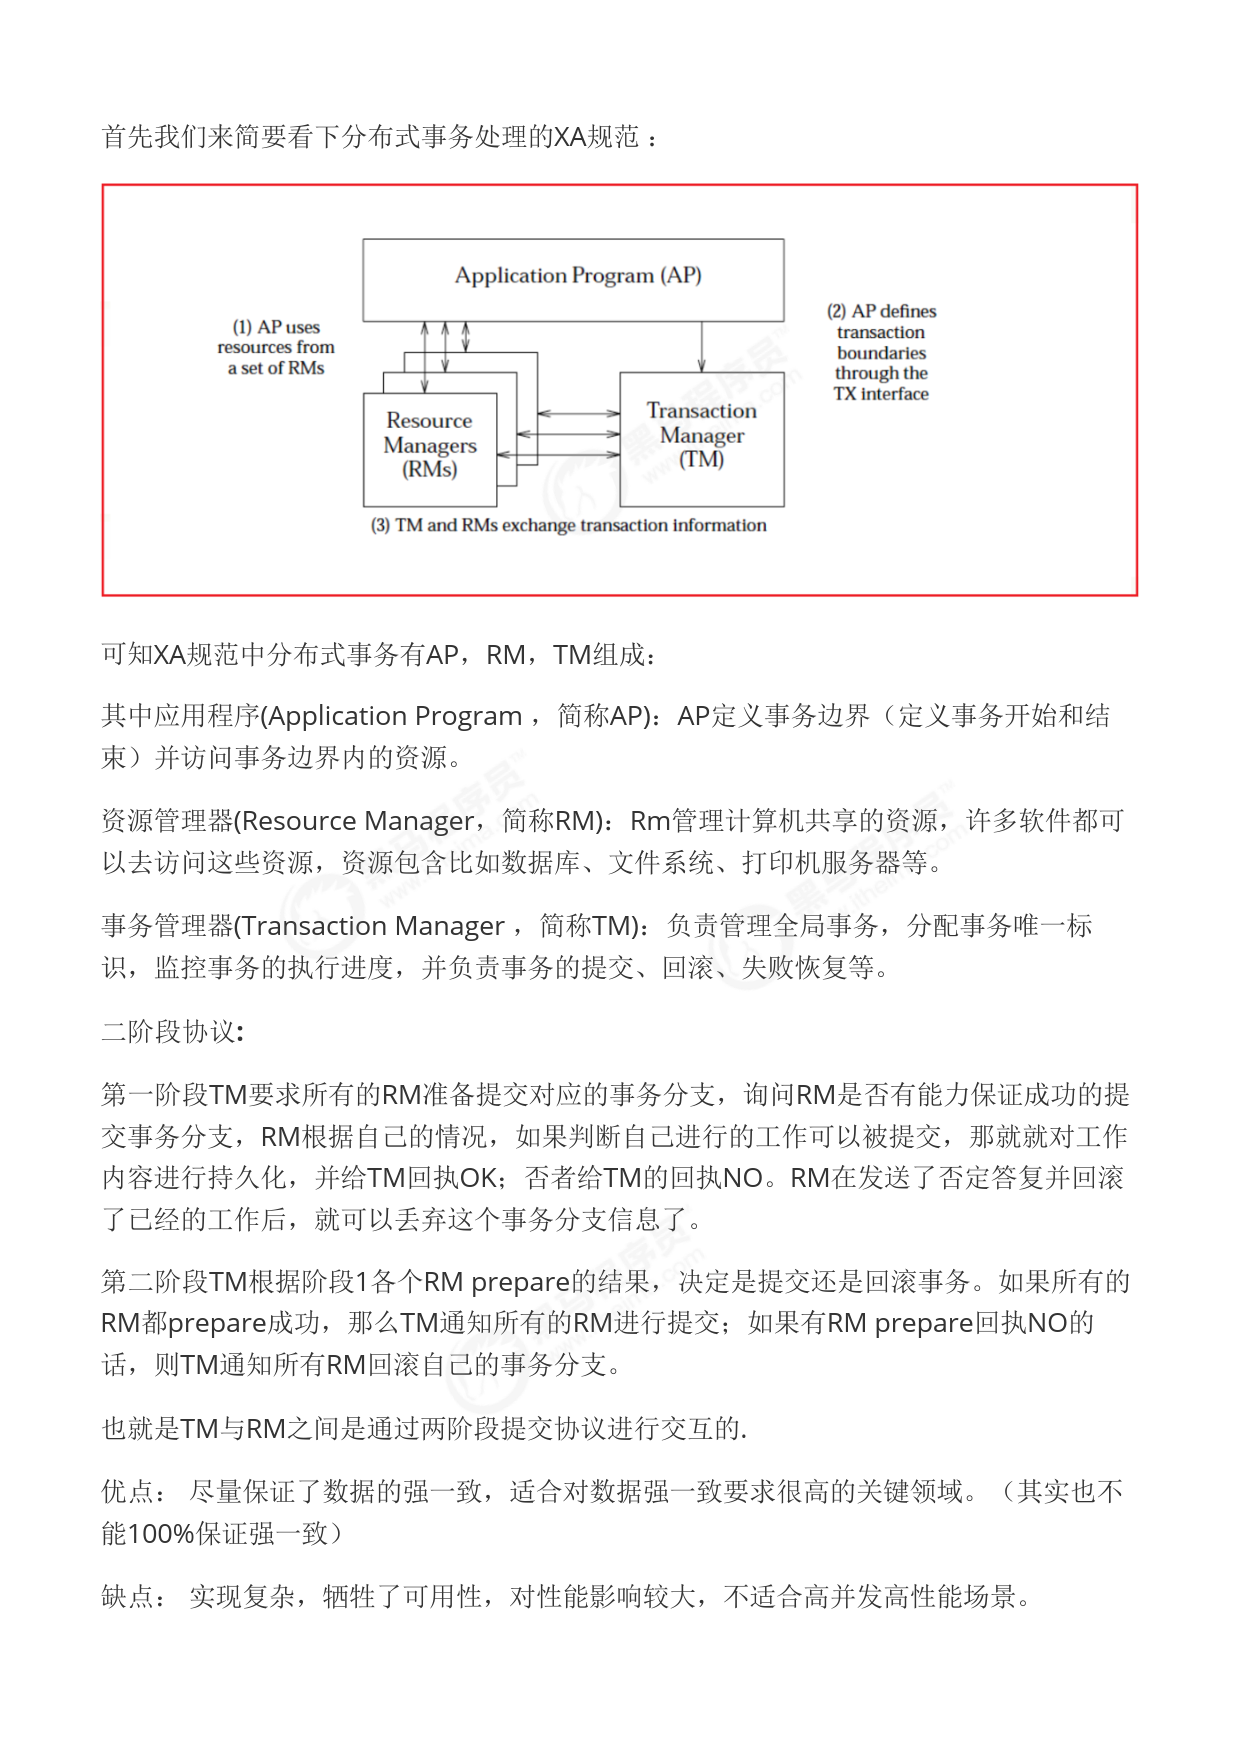 首先我们来简要看下分布式事务处理的XA规范 ：
Application Program (AP)
(1) AP uses
resources from
a set of RMs
(2) AP defines
transaction
boundaries
through the
TX interface
Resource
Managers
(RMs)
Transaction
Manager
(TM)
(3) TM and RMs exchange transaction information
可知XA规范中分布式事务有AP，RM，TM组成：
其中应用程序(Application Program ，简称AP)：AP定义事务边界（定义事务开始和结
束）并访问事务边界内的资源。
资源管理器(Resource Manager，简称RM)：Rm管理计算机共享的资源，许多软件都可
以去访问这些资源，资源包含比如数据库、文件系统、打印机服务器等。
事务管理器(Transaction Manager ，简称TM)：负责管理全局事务，分配事务唯一标
识，监控事务的执行进度，并负责事务的提交、回滚、失败恢复等。
二阶段协议:
第一阶段TM要求所有的RM准备提交对应的事务分支，询问RM是否有能力保证成功的提
交事务分支，RM根据自己的情况，如果判断自己进行的工作可以被提交，那就就对工作
内容进行持久化，并给TM回执OK；否者给TM的回执NO。RM在发送了否定答复并回滚
了已经的工作后，就可以丢弃这个事务分支信息了。
第二阶段TM根据阶段1各个RM prepare的结果，决定是提交还是回滚事务。如果所有的
RM都prepare成功，那么TM通知所有的RM进行提交；如果有RM prepare回执NO的
话，则TM通知所有RM回滚自己的事务分支。
也就是TM与RM之间是通过两阶段提交协议进行交互的.
优点： 尽量保证了数据的强一致，适合对数据强一致要求很高的关键领域。（其实也不
能100%保证强一致）
缺点： 实现复杂，牺牲了可用性，对性能影响较大，不适合高并发高性能场景。